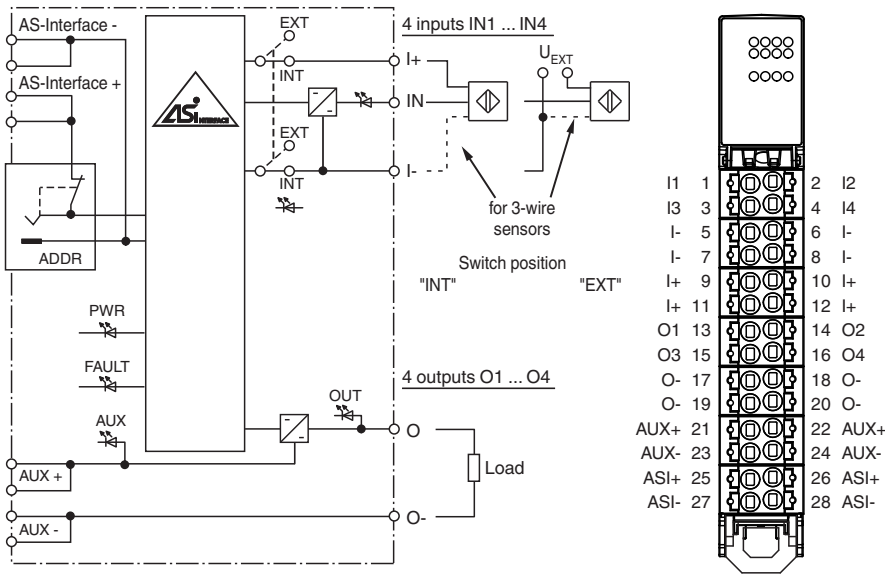 AS-Interface -
AS-Interface +
ADDR
PWR
FAULT
AUX
AUX +
AUX -
ASi INTERFACE
EXT
INT
EXT
INT
OUT
4 inputs IN1 ... IN4
I+
IN
I-
UEXT
for 3-wire
sensors
Switch position
"INT" "EXT"
4 outputs O1 ... O4
O
Load
O-
I1 1 2 I2
I3 3 4 I4
I- 5 6 I-
I- 7 8 I-
I+ 9 10 I+
I+ 11 12 I+
O1 13 14 O2
O3 15 16 O4
O- 17 18 O-
O- 19 20 O-
AUX+ 21 22 AUX+
AUX- 23 24 AUX-
ASI+ 25 26 ASI+
ASI- 27 28 ASI-